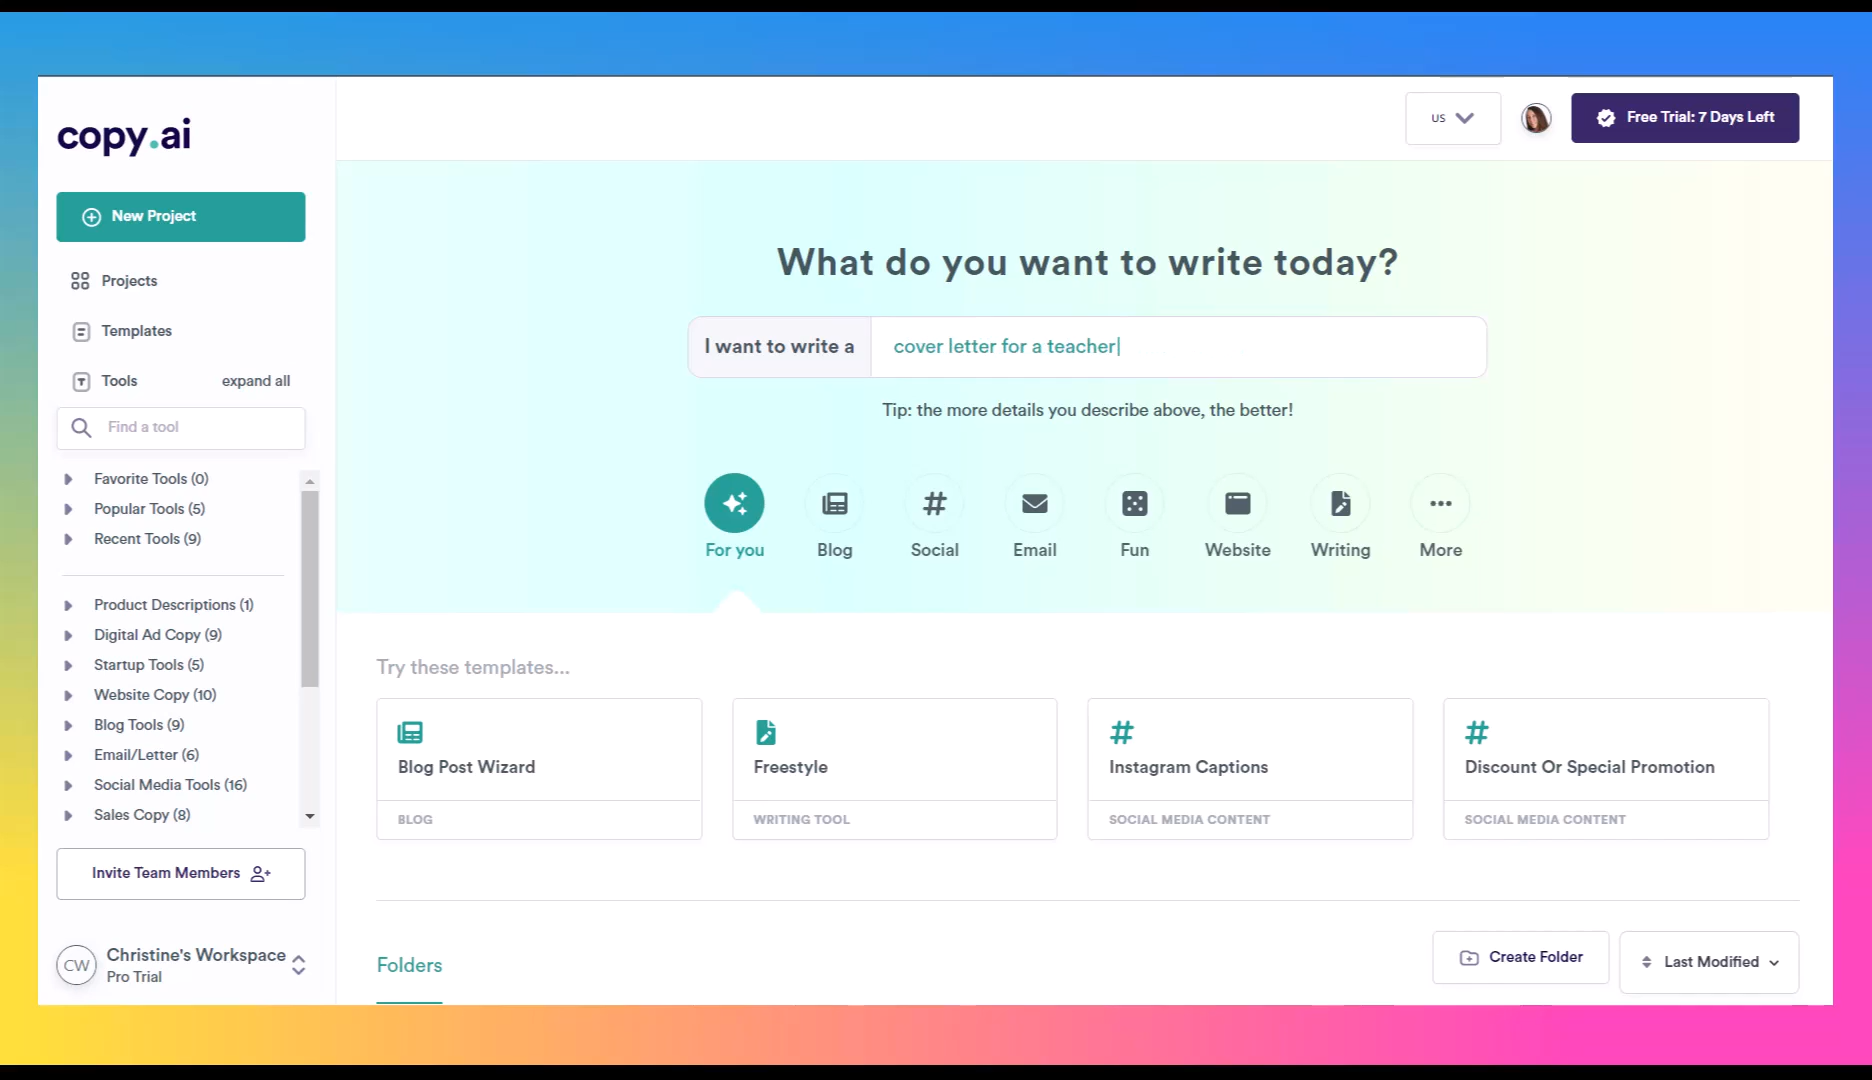 copy.ai
New Project
Projects
Templates
Tools expand all
Find a tool
Favorite Tools (0)
Popular Tools (5)
Recent Tools (9)
Product Descriptions (1)
Digital Ad Copy (9)
Startup Tools (5)
Website Copy (10)
Blog Tools (9)
Email/Letter (6)
Social Media Tools (16)
Sales Copy (8)
Invite Team Members
CW
Christine's Workspace
Pro Trial
US
Free Trial: 7 Days Left
What do you want to write today?
I want to write a cover letter for a teacher
Tip: the more details you describe above, the better!
For you Blog Social Email Fun Website Writing More
Try these templates...
Blog Post Wizard
BLOG
Freestyle
WRITING TOOL
Instagram Captions
SOCIAL MEDIA CONTENT
Discount Or Special Promotion
SOCIAL MEDIA CONTENT
Folders
Create Folder
Last Modified